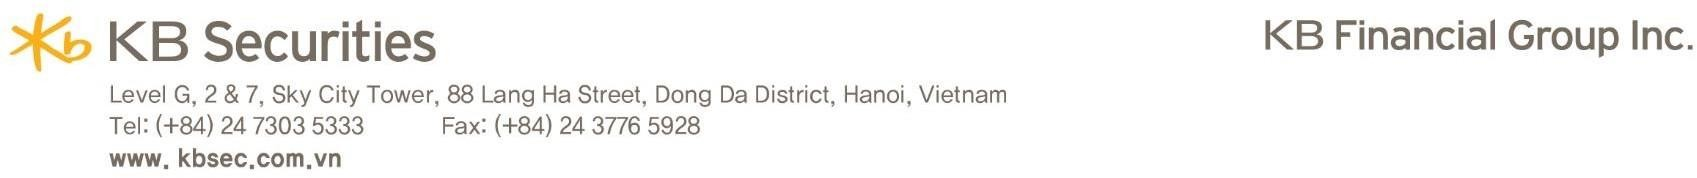 Kb KB Securities
KB Financial Group Inc.
Level G, 2 & 7, Sky City Tower, 88 Lang Ha Street, Dong Da District, Hanoi, Vietnam
Tel: (+84) 24 7303 5333 Fax: (+84) 24 3776 5928
www. kbsec.com.vn